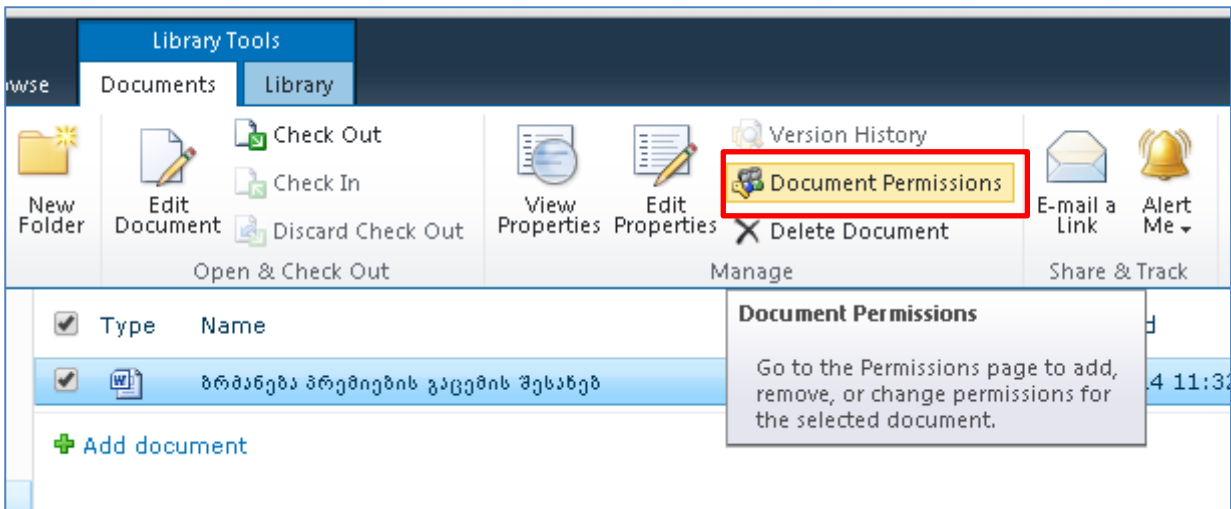 Library Tools
owse Documents Library
Check Out Version History
Check In Document Permissions
New Folder Edit Document Discard Check Out View Properties Edit Properties Delete Document E-mail a Link Alert Me
Open & Check Out Manage Share & Track
Type Name d
ბრმანება პრემიების გაცემის შესახებ 4 11:32
Add document
Document Permissions
Go to the Permissions page to add,
remove, or change permissions for
the selected document.